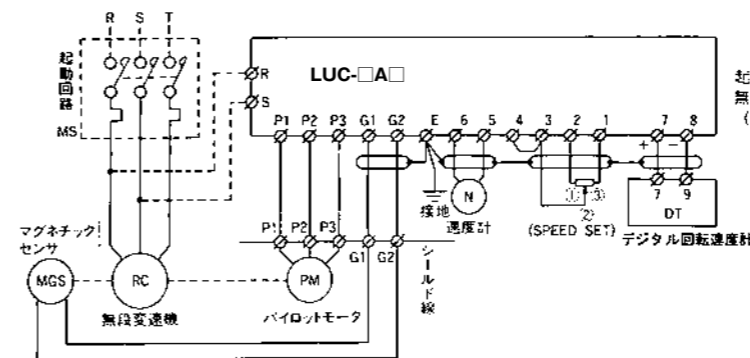 R S T
起動回路
MS
R
S
LUC-□A□
P1 P2 P3 G1 G2 E 6 5 4 3 2 1 7 8
+ −
接地
N
速度計
① ③
②
(SPEED SET)
7 9
DT
デジタル回転速度計
P1 P2 P3
G1 G2
シールド線
マグネチック
センサ
MGS
RC
PM
無段変速機
パイロットモータ
起
無
(